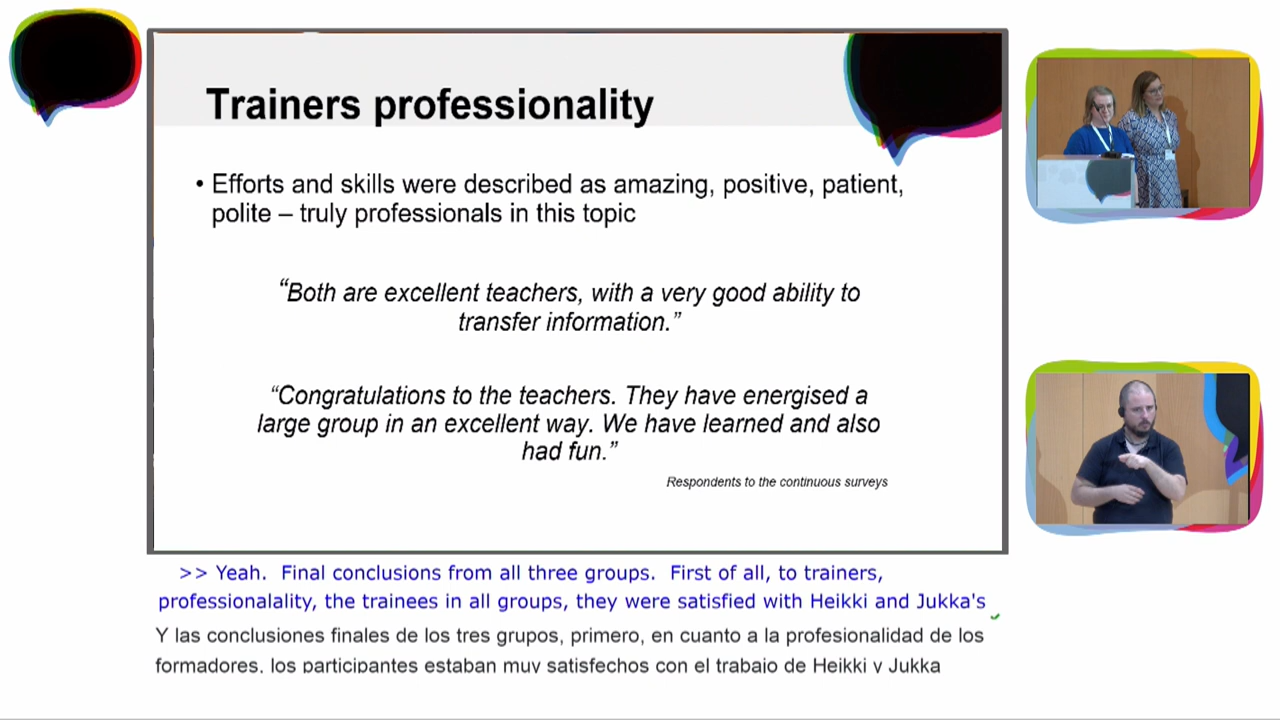 Trainers professionality
• Efforts and skills were described as amazing, positive, patient,
polite – truly professionals in this topic
“Both are excellent teachers, with a very good ability to
transfer information.”
“Congratulations to the teachers. They have energised a
large group in an excellent way. We have learned and also
had fun.”
Respondents to the continuous surveys
>> Yeah.  Final conclusions from all three groups.  First of all, to trainers,
professionalality, the trainees in all groups, they were satisfied with Heikki and Jukka's
Y las conclusiones finales de los tres grupos, primero, en cuanto a la profesionalidad de los
formadores, los participantes estaban muy satisfechos con el trabajo de Heikki y Jukka